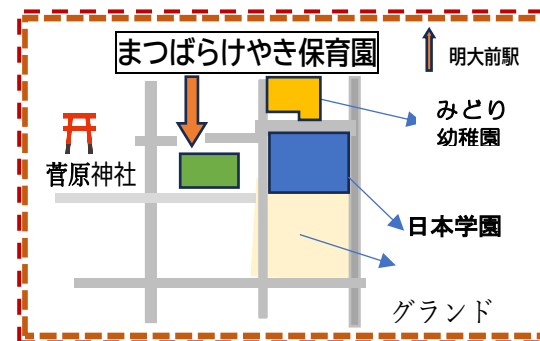 まつばらけやき保育園
明大前駅
みどり
幼稚園
菅原神社
日本学園
グランド